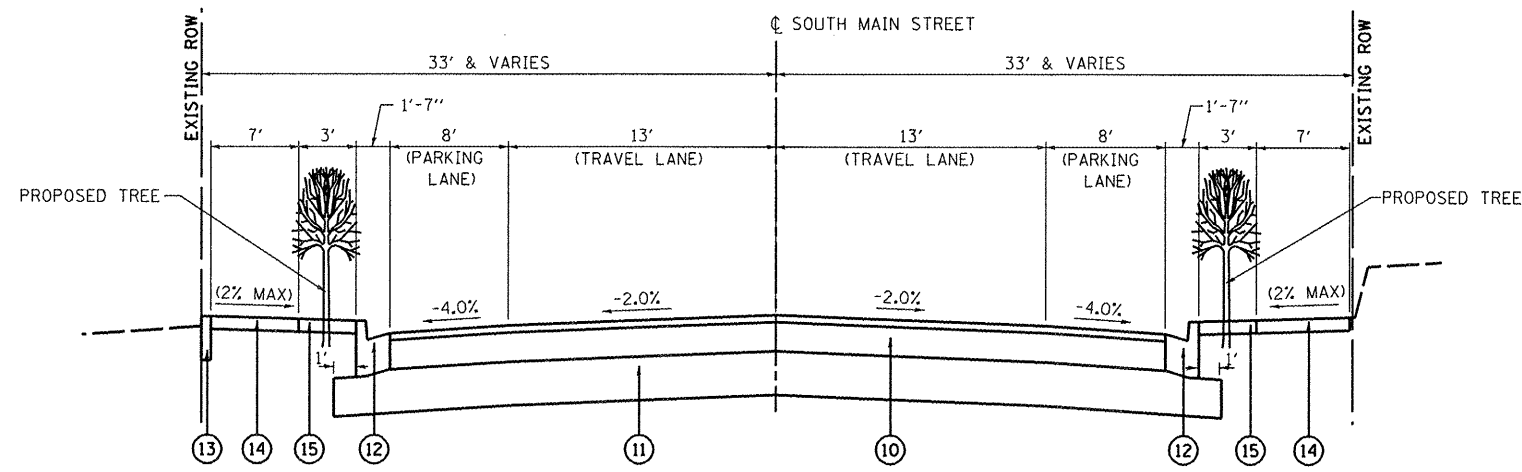 ℄ SOUTH MAIN STREET
EXISTING ROW
EXISTING ROW
33' & VARIES
33' & VARIES
1'-7"
1'-7"
7'
3'
8'
13'
13'
8'
3'
7'
(PARKING
LANE)
(TRAVEL LANE)
(TRAVEL LANE)
(PARKING
LANE)
PROPOSED TREE
PROPOSED TREE
(2% MAX)
-4.0%
-2.0%
-2.0%
-4.0%
(2% MAX)
1'
1'
13
14
15
12
11
10
12
15
14